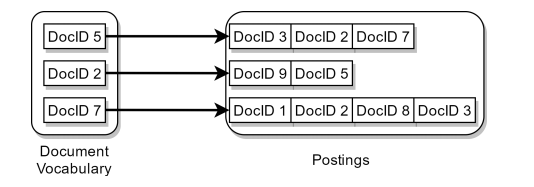 DocID 5 DocID 3 DocID 2 DocID 7
DocID 2 DocID 9 DocID 5
DocID 7 DocID 1 DocID 2 DocID 8 DocID 3
Document
Vocabulary
Postings